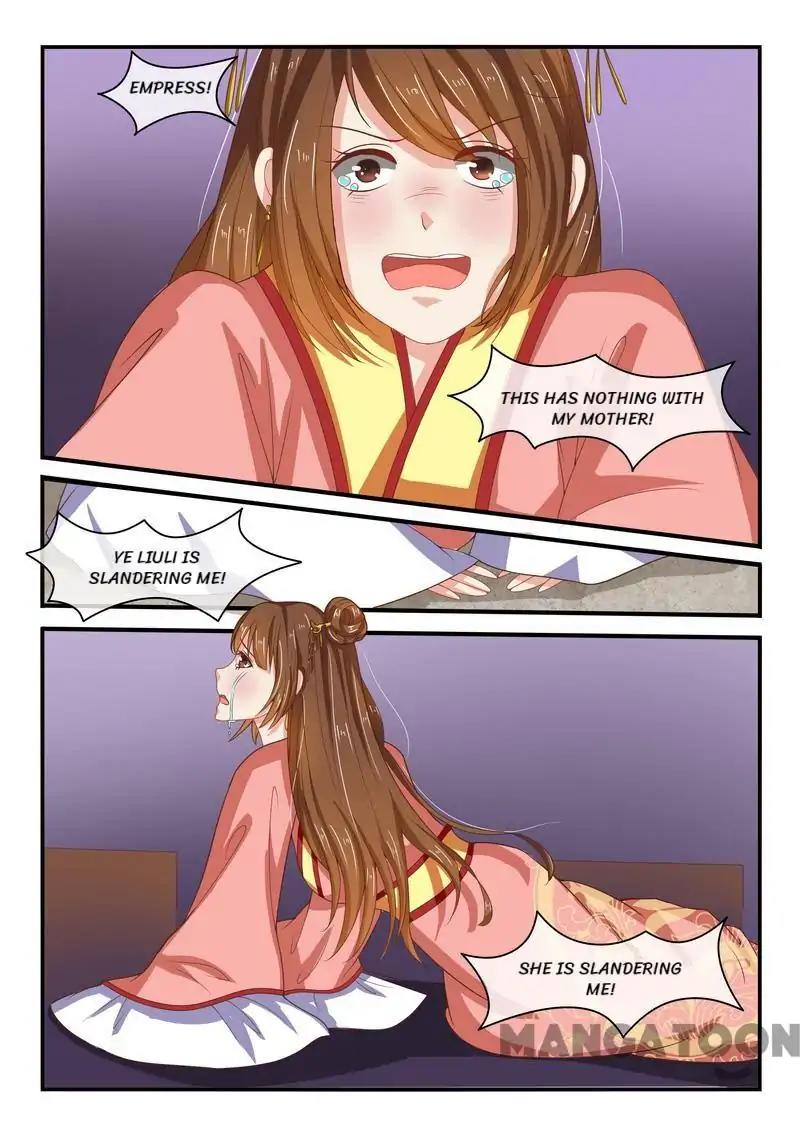 EMPRESS!
THIS HAS NOTHING WITH
MY MOTHER!
YE LIULI IS
SLANDERING ME!
SHE IS SLANDERING
ME!
MANGATOON